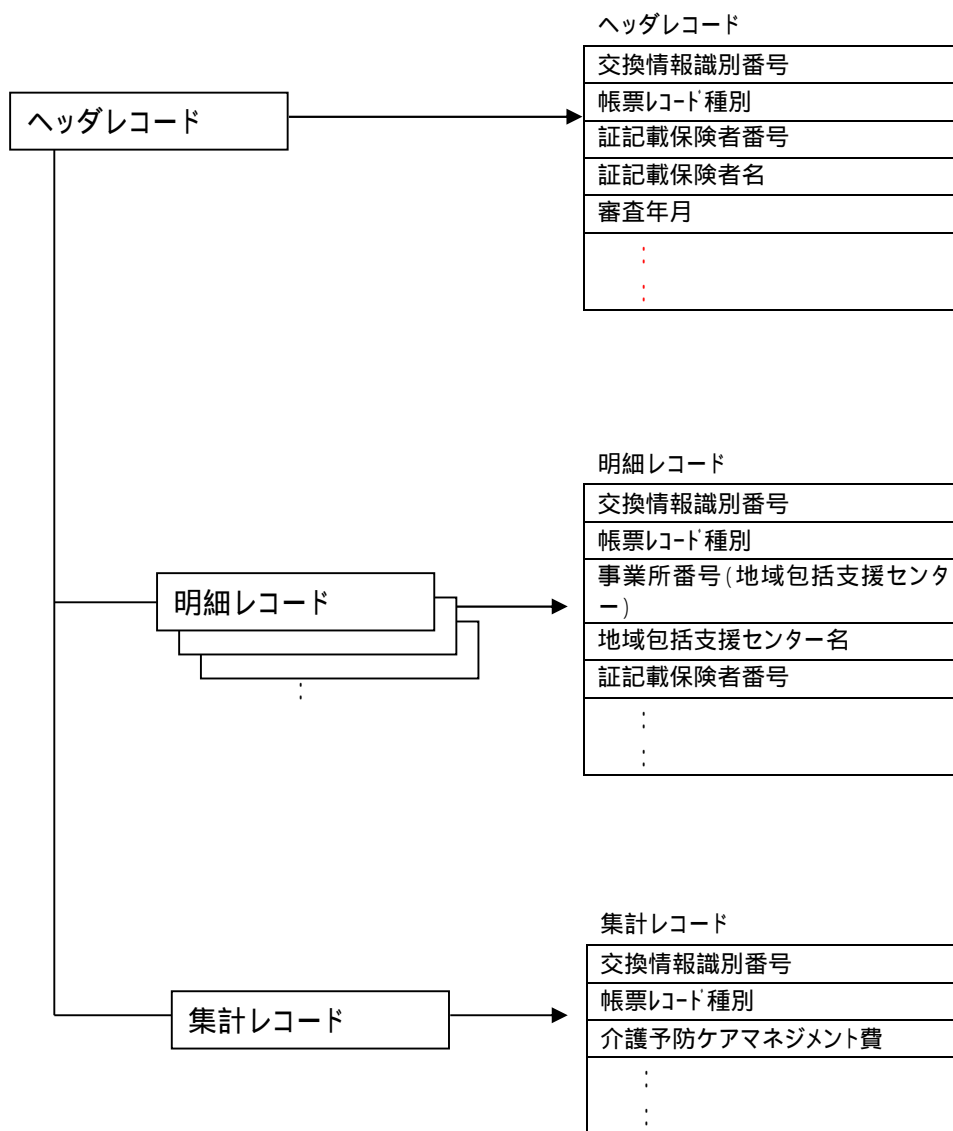 ヘッダレコード
交換情報識別番号
ヘッダレコード
帳票ﾚｺｰﾄﾞ種別
証記載保険者番号
証記載保険者名
審査年月
:
:
明細レコード
交換情報識別番号
帳票ﾚｺｰﾄﾞ種別
明細レコード
事業所番号(地域包括支援センタ
ー)
地域包括支援センター名
証記載保険者番号
:
:
:
集計レコード
交換情報識別番号
帳票ﾚｺｰﾄﾞ種別
集計レコード
介護予防ケアマネジメント費
:
: